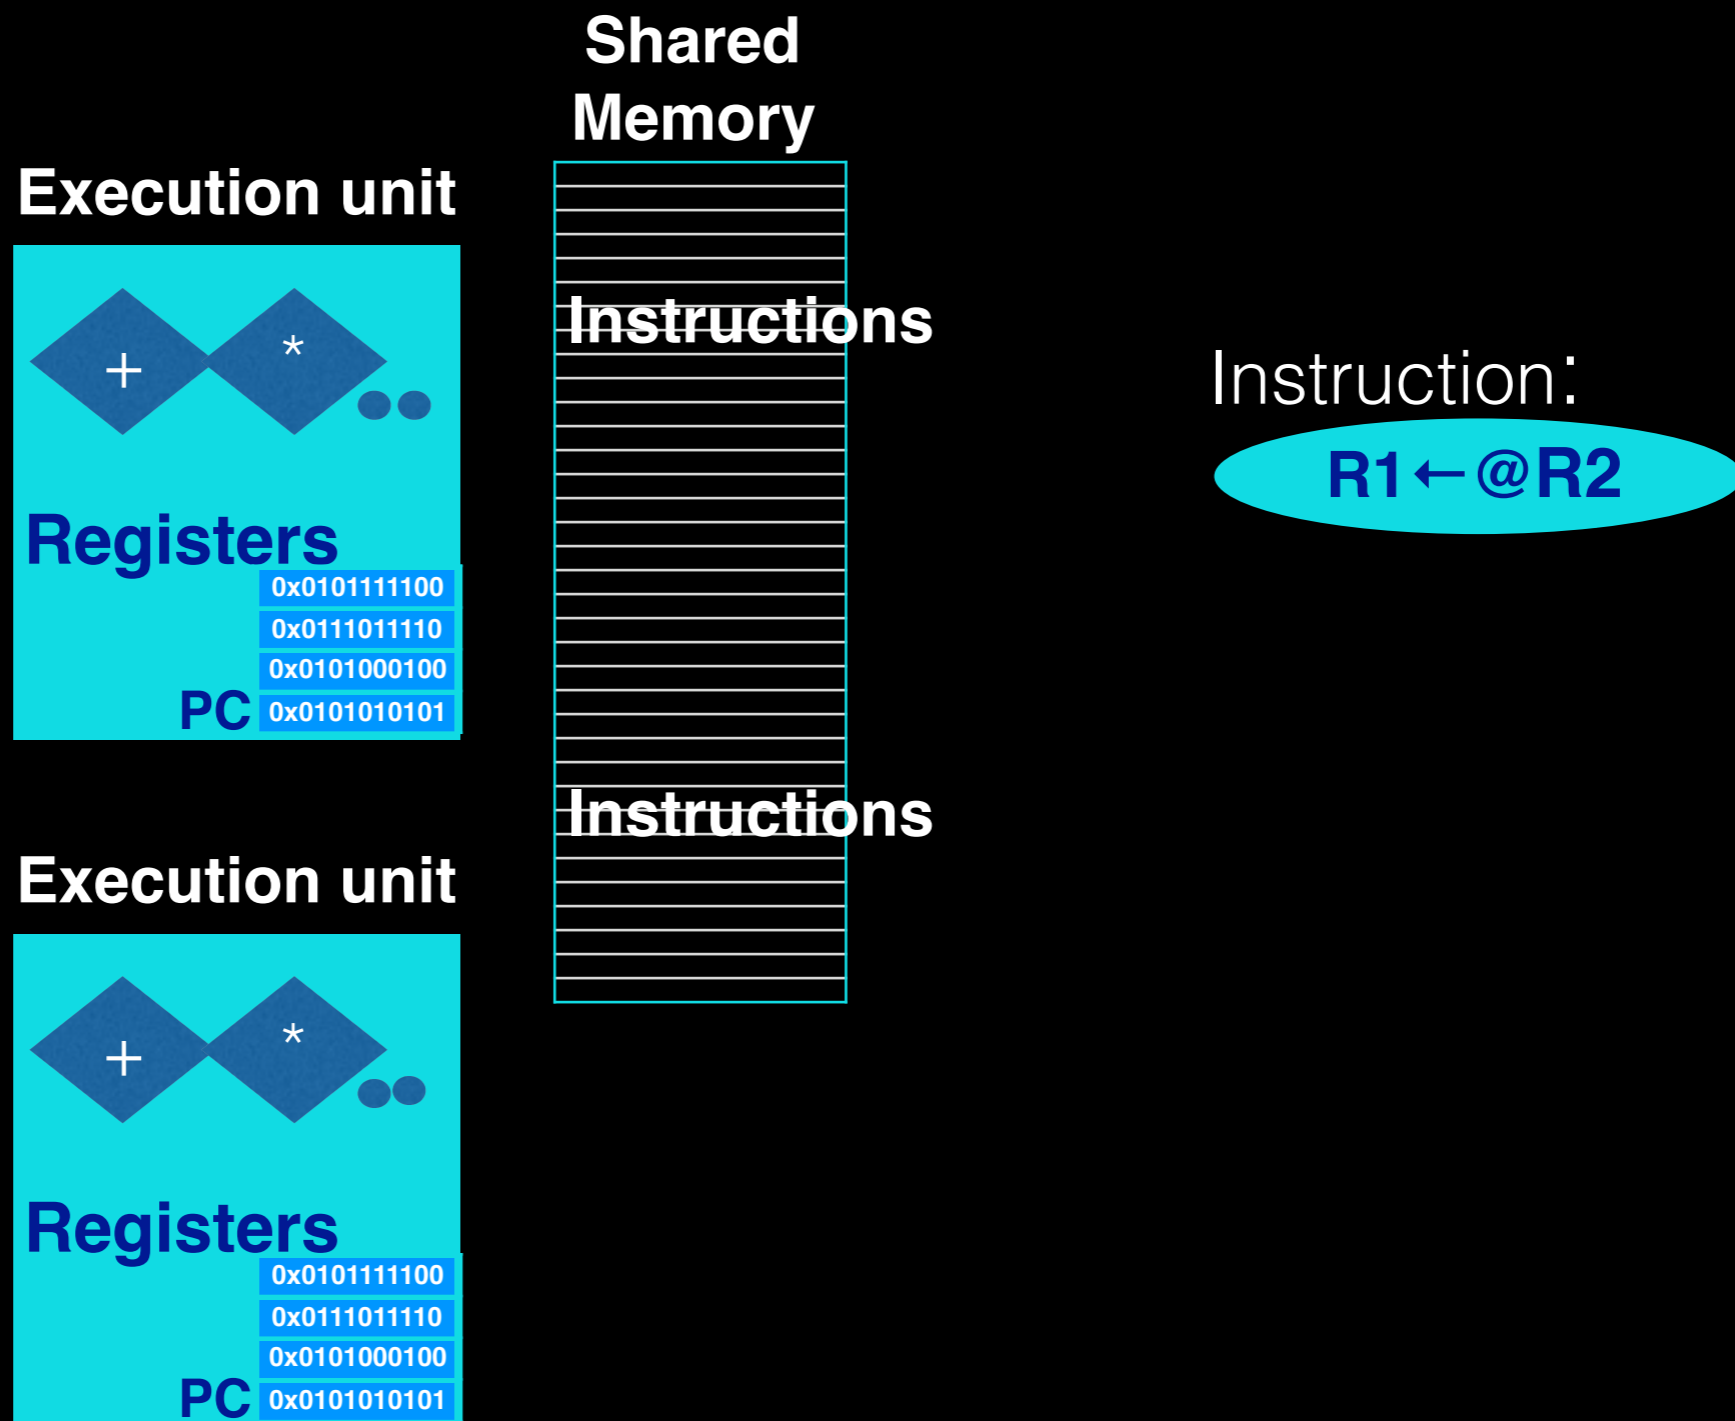 Shared
Memory
Execution unit
+ *
Registers
0x0101111100
0x0111011110
0x0101000100
PC 0x0101010101
Instructions
Instructions
Instruction:
R1←@R2
Execution unit
+ *
Registers
0x0101111100
0x0111011110
0x0101000100
PC 0x0101010101